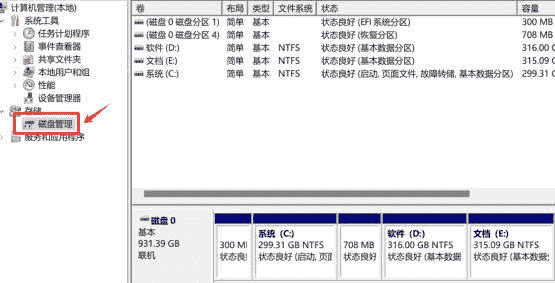 计算机管理(本地)
系统工具
任务计划程序
事件查看器
共享文件夹
本地用户和组
性能
设备管理器
存储
磁盘管理
服务和应用程序
卷 布局 类型 文件系统 状态 容量
(磁盘 0 磁盘分区 1) 简单 基本 状态良好 (EFI 系统分区) 300 MB
(磁盘 0 磁盘分区 4) 简单 基本 状态良好 (恢复分区) 708 MB
软件 (D:) 简单 基本 NTFS 状态良好 (基本数据分区) 316.00 G
文档 (E:) 简单 基本 NTFS 状态良好 (基本数据分区) 315.09 G
系统 (C:) 简单 基本 NTFS 状态良好 (启动, 页面文件, 故障转储, 基本数据分区) 299.31 G
磁盘 0
基本
931.39 GB
联机
300 M
状态良
系统 (C:)
299.31 GB NTFS
状态良好 (启动, 页
708 MB
状态良好
软件 (D:)
316.00 GB NTFS
状态良好 (基本数据
文档 (E:)
315.09 GB NTFS
状态良好 (基本数据